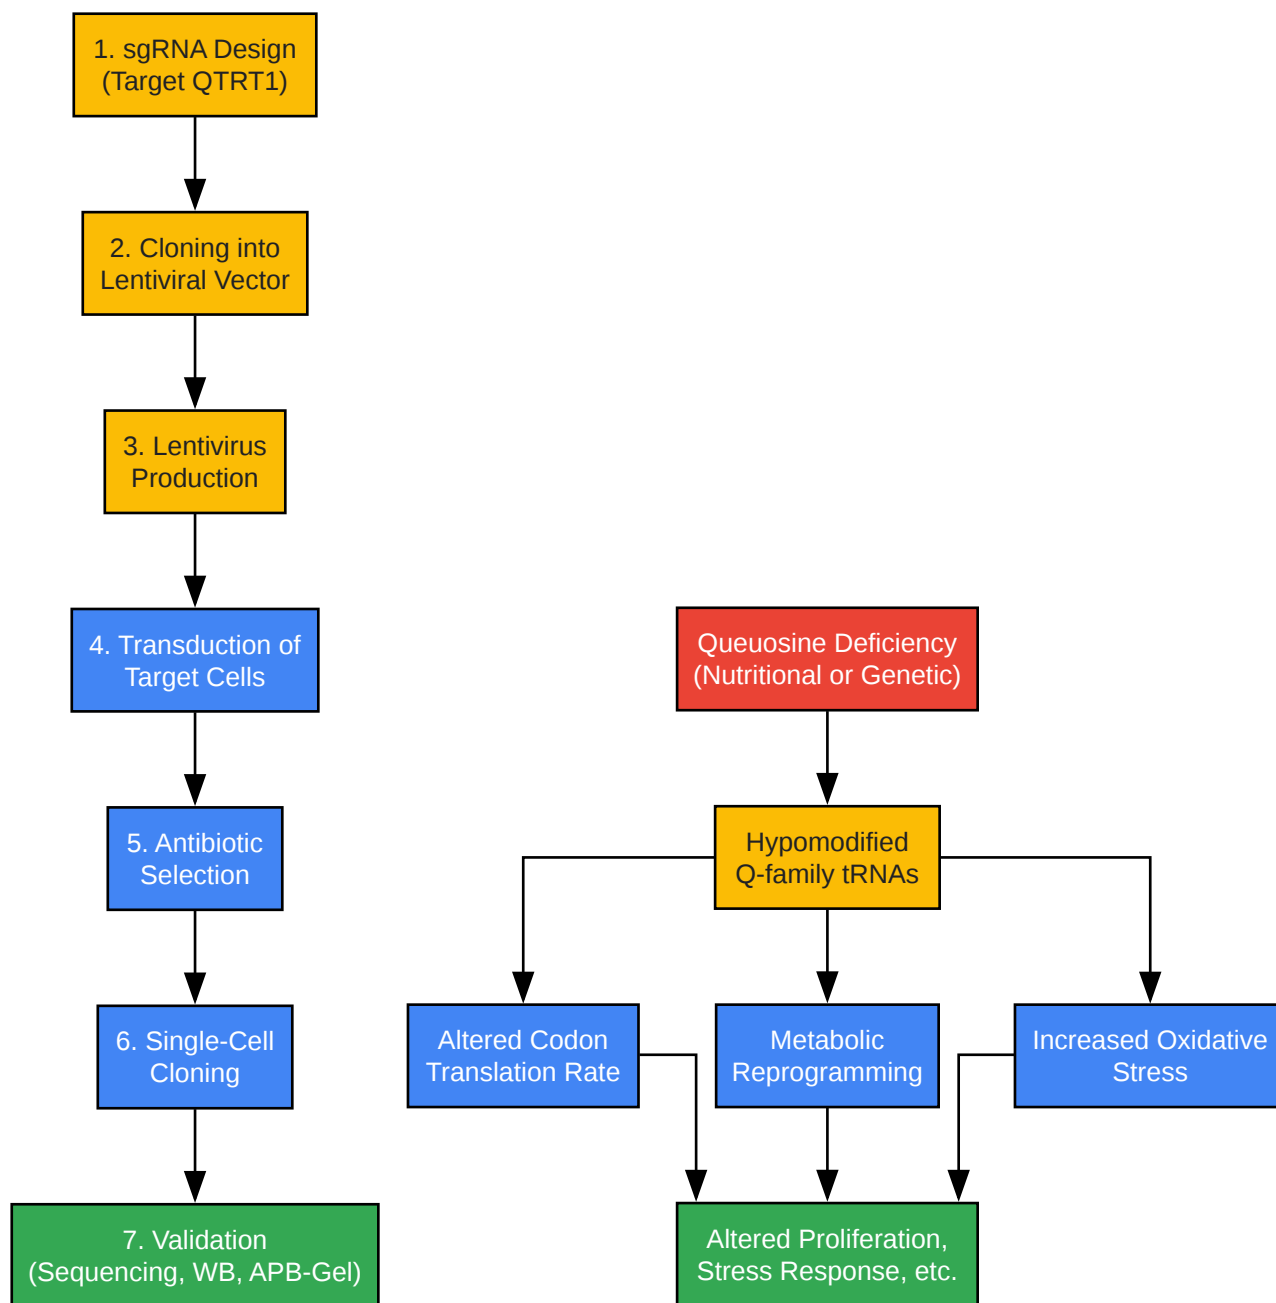 1. sgRNA Design
(Target QTRT1)
2. Cloning into
Lentiviral Vector
3. Lentivirus
Production
4. Transduction of
Target Cells
5. Antibiotic
Selection
6. Single-Cell
Cloning
7. Validation
(Sequencing, WB, APB-Gel)
Queuosine Deficiency
(Nutritional or Genetic)
Hypomodified
Q-family tRNAs
Altered Codon
Translation Rate
Metabolic
Reprogramming
Increased Oxidative
Stress
Altered Proliferation,
Stress Response, etc.